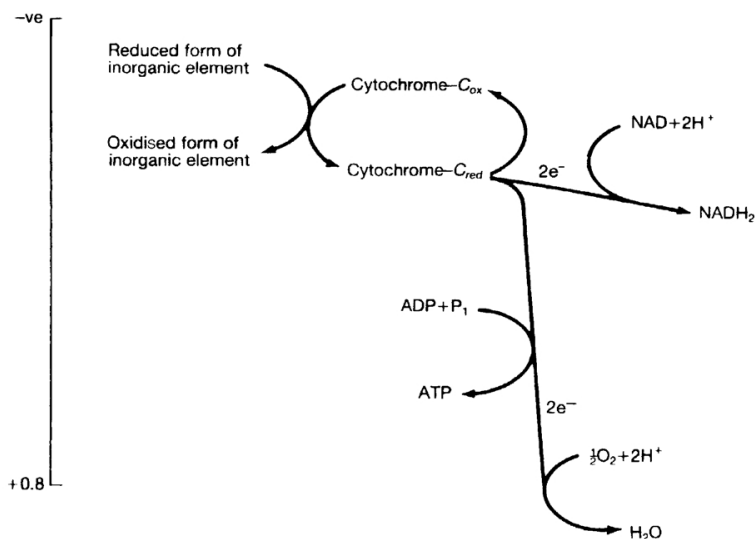 −ve
Reduced form of
inorganic element
Cytochrome–C_ox
NAD+2H⁺
Oxidised form of
inorganic element
Cytochrome–C_red
2e⁻
NADH₂
ADP+P₁
ATP
2e⁻
½O₂+2H⁺
+0.8
H₂O